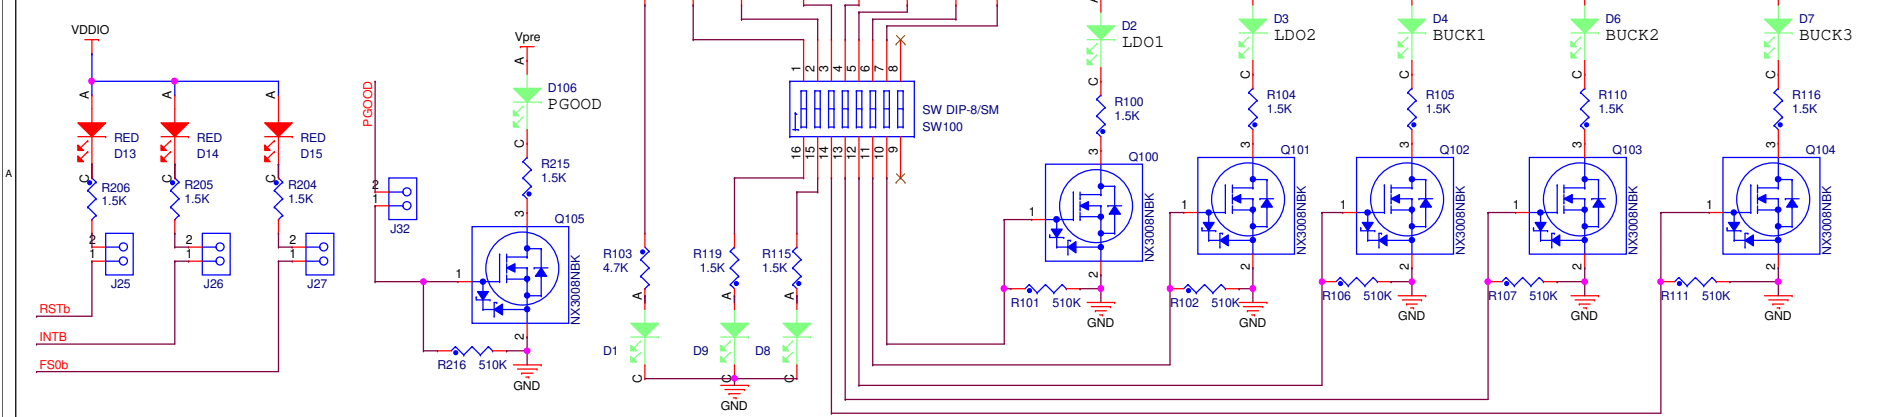 VDDIO
A
A
A
RED
D13
RED
D14
RED
D15
C
C
C
R206
1.5K
R205
1.5K
R204
1.5K
2
1
J25
2
1
J26
2
1
J27
RSTb
INTB
FS0b
A
PGOOD
2
1
J32
Vpre
A
D106
PGOOD
C
R215
1.5K
3
Q105
1
NX3008NBK
2
R216
510K
GND
R103
4.7K
A
D1
C
R119
1.5K
A
D9
C
R115
1.5K
A
D8
C
GND
1
2
3
4
5
6
7
8
SW DIP-8/SM
SW100
16
15
14
13
12
11
10
9
A
D2
LDO1
C
R100
1.5K
3
Q100
1
NX3008NBK
2
R101
510K
GND
D3
LDO2
C
R104
1.5K
3
Q101
1
NX3008NBK
2
R102
510K
GND
D4
BUCK1
C
R105
1.5K
3
Q102
1
NX3008NBK
2
R106
510K
GND
D6
BUCK2
C
R110
1.5K
3
Q103
1
NX3008NBK
2
R107
510K
GND
D7
BUCK3
C
R116
1.5K
3
Q104
1
NX3008NBK
2
R111
510K
GND